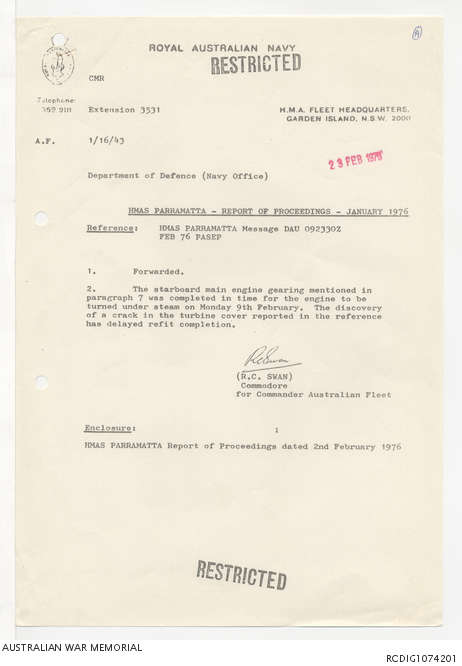 (A)
ROYAL AUSTRALIAN NAVY
RESTRICTED
CMR
Telephone:
Extension 3531
H.M.A. FLEET HEADQUARTERS,
GARDEN ISLAND, N.S.W. 2000
A.F. 1/16/43
23 FEB 1976
Department of Defence (Navy Office)
HMAS PARRAMATTA - REPORT OF PROCEEDINGS - JANUARY 1976
Reference: HMAS PARRAMATTA Message DAU 092330Z
FEB 76 PASEP
1. Forwarded.
2. The starboard main engine gearing mentioned in
paragraph 7 was completed in time for the engine to be
turned under steam on Monday 9th February. The discovery
of a crack in the turbine cover reported in the reference
has delayed refit completion.
RCSwan
(R.C. SWAN)
Commodore
for Commander Australian Fleet
Enclosure: 1
HMAS PARRAMATTA Report of Proceedings dated 2nd February 1976
RESTRICTED
AUSTRALIAN WAR MEMORIAL
RCDIG1074201